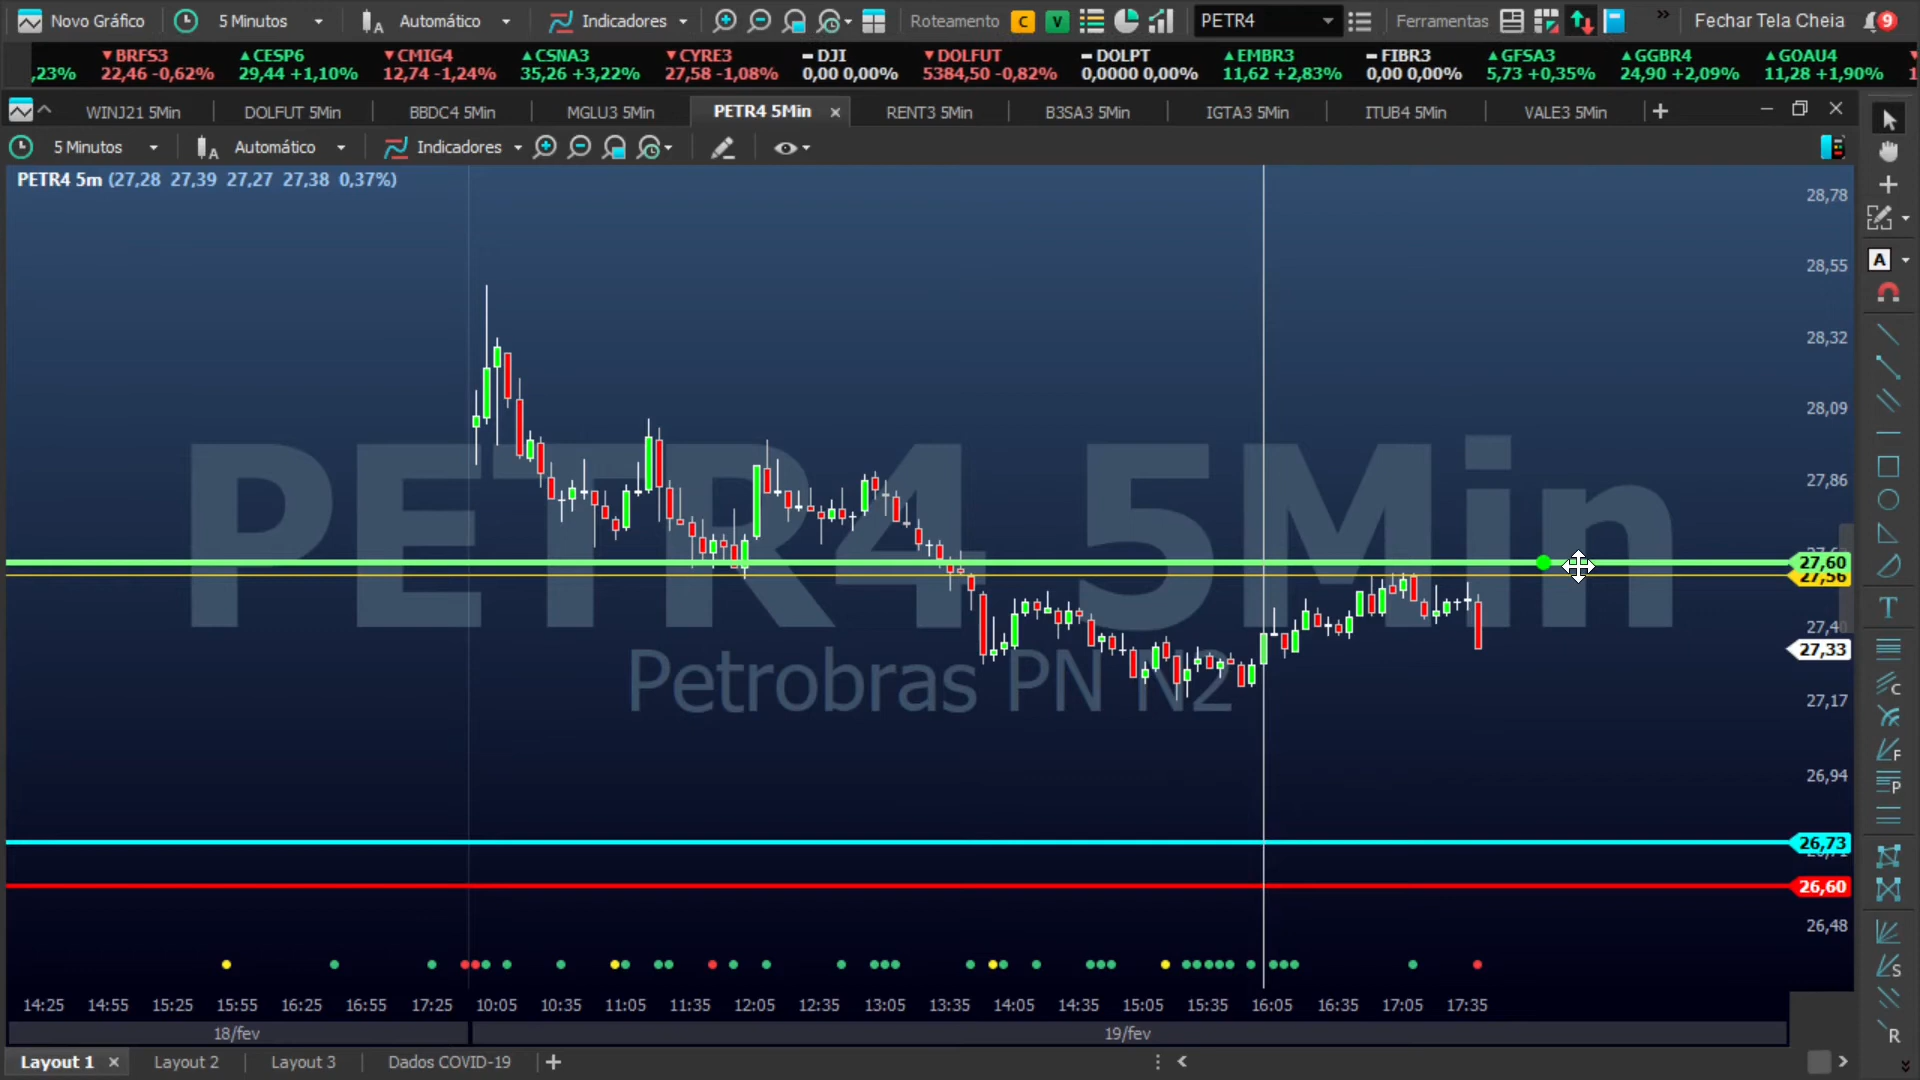 Novo Gráfico 5 Minutos Automático Indicadores Roteamento C V PETR4 Ferramentas » Fechar Tela Cheia 9
BRFS3 CESP6 CMIG4 CSNA3 CYRE3 DJI DOLFUT DOLPT EMBR3 FIBR3 GFSA3 GGBR4 GOAU4
,23% 22,46 -0,62% 29,44 +1,10% 12,74 -1,24% 35,26 +3,22% 27,58 -1,08% 0,00 0,00% 5384,50 -0,82% 0,0000 0,00% 11,62 +2,83% 0,00 0,00% 5,73 +0,35% 24,90 +2,09% 11,28 +1,90%
WINJ21 5Min DOLFUT 5Min BBDC4 5Min MGLU3 5Min PETR4 5Min RENT3 5Min B3SA3 5Min IGTA3 5Min ITUB4 5Min VALE3 5Min
5 Minutos Automático Indicadores
PETR4 5m (27,28 27,39 27,27 27,38 0,37%)
28,78
28,55
28,32
28,09
27,86
27,60
27,56
27,40
27,33
27,17
26,94
26,73
26,60
26,48
PETR4 5Min
Petrobras PN N2
14:25 14:55 15:25 15:55 16:25 16:55 17:25 10:05 10:35 11:05 11:35 12:05 12:35 13:05 13:35 14:05 14:35 15:05 15:35 16:05 16:35 17:05 17:35
18/fev 19/fev
Layout 1 Layout 2 Layout 3 Dados COVID-19
A
T
C
F
P
S
R